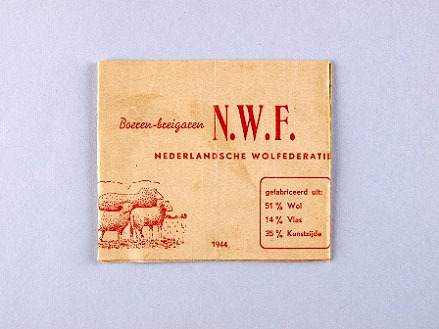 Boeren-breigaren N.W.F.
NEDERLANDSCHE WOLFEDERATIE
gefabriceerd uit:
51 % Wol
14 % Vlas
35 % Kunstzijde
1944